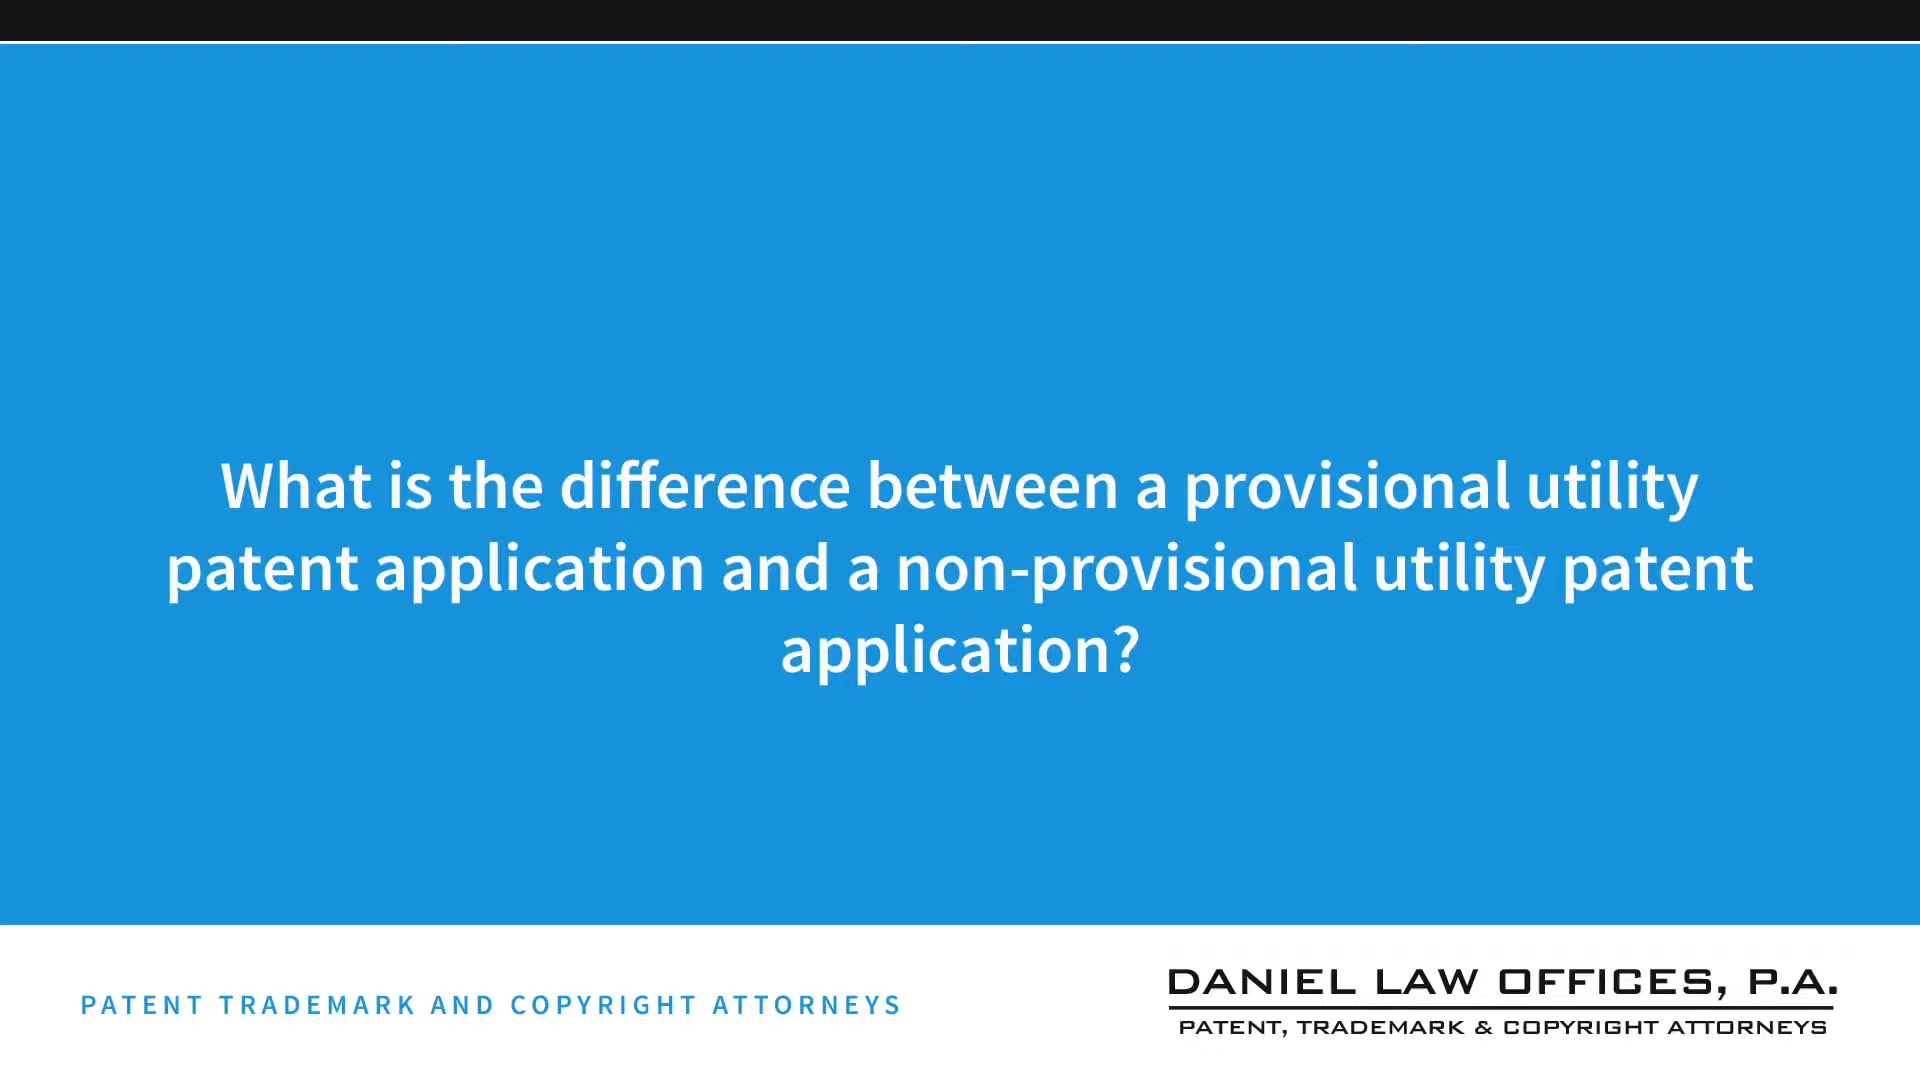 What is the difference between a provisional utility
patent application and a non-provisional utility patent
application?
PATENT TRADEMARK AND COPYRIGHT ATTORNEYS
DANIEL LAW OFFICES, P.A.
PATENT, TRADEMARK & COPYRIGHT ATTORNEYS